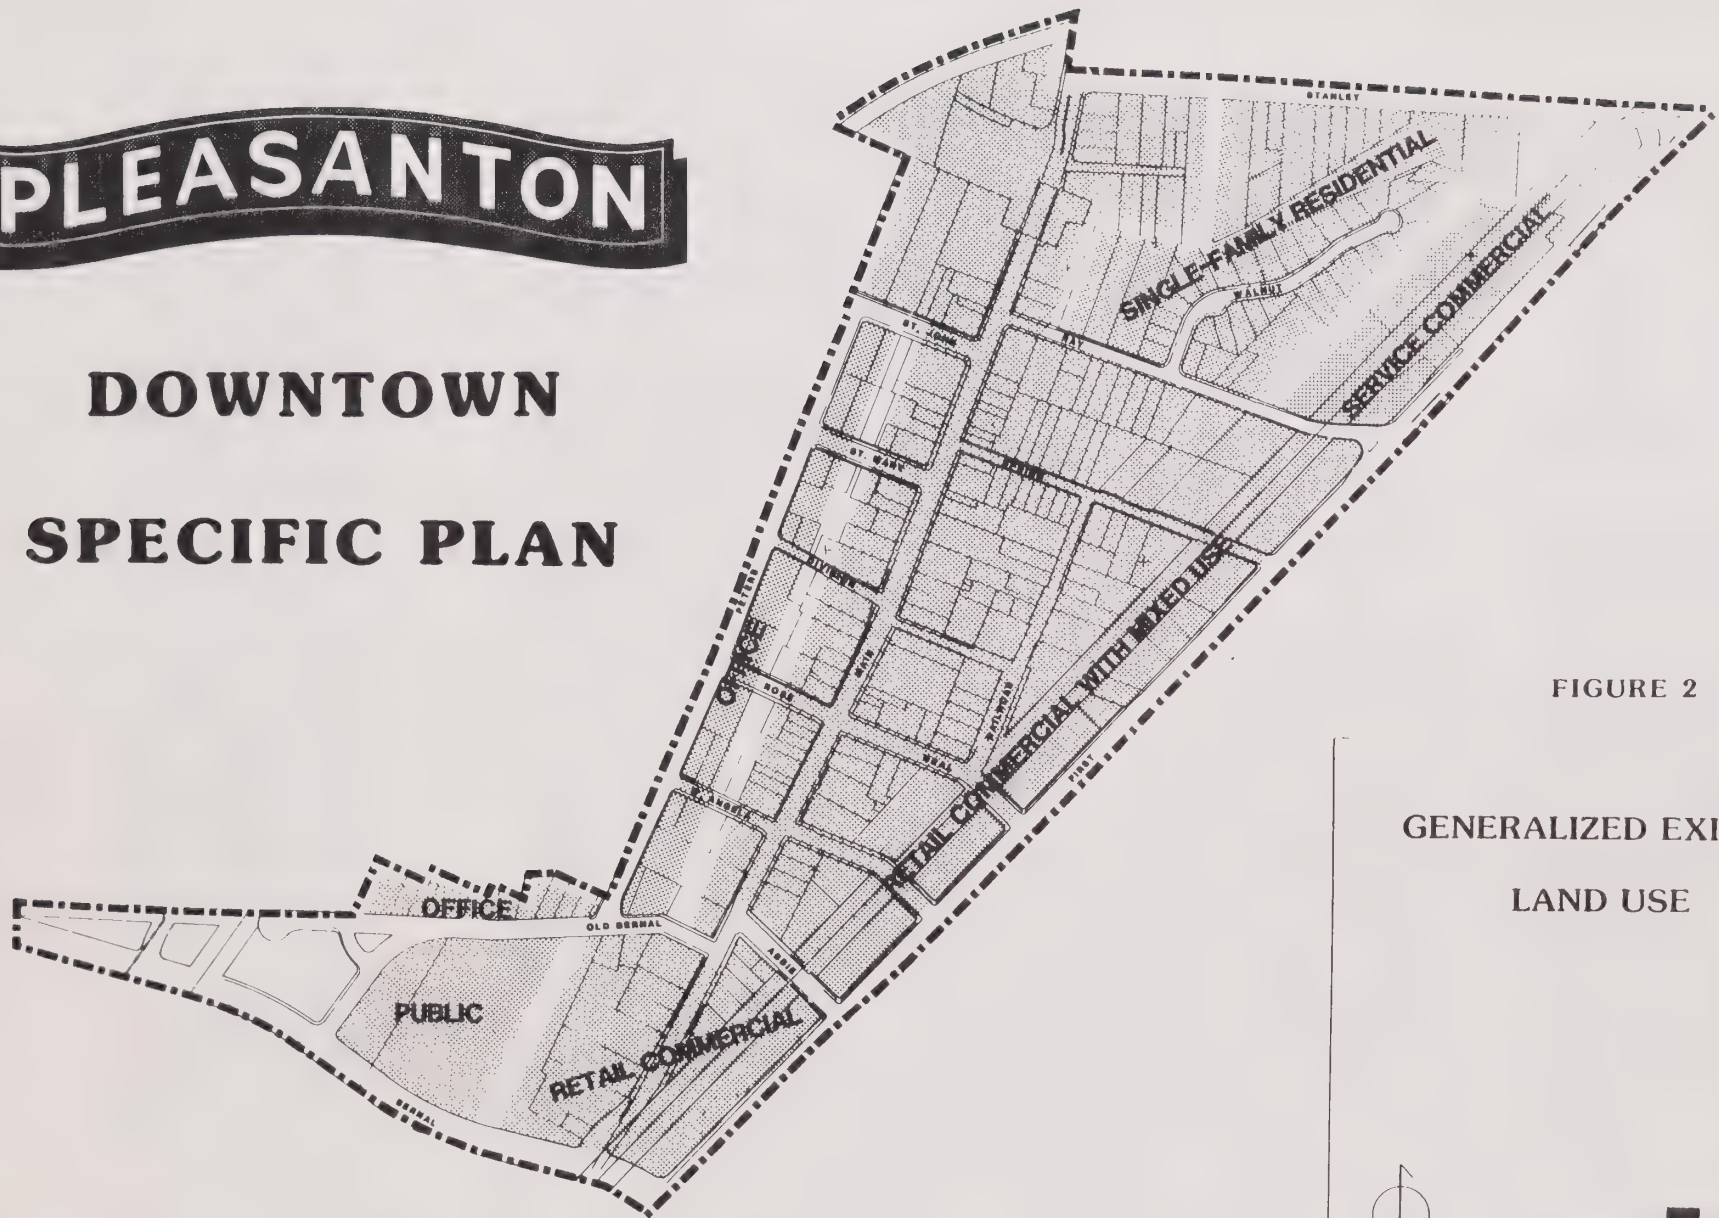 PLEASANTON
DOWNTOWN
SPECIFIC PLAN
STANLEY
SINGLE-FAMILY RESIDENTIAL
WALNUT
SERVICE COMMERCIAL
RAY
ST. JOHN
ST. MARY
SPRING
DIVISION
PETERS
OFFICE
MAIN
ROSE
RETAIL COMMERCIAL WITH MIXED USE
RAILROAD
NEAL
FIRST
FIGURE 2
GENERALIZED EXI
LAND USE
OFFICE
OLD BERNAL
ABBIE
PUBLIC
RETAIL COMMERCIAL
BERNAL